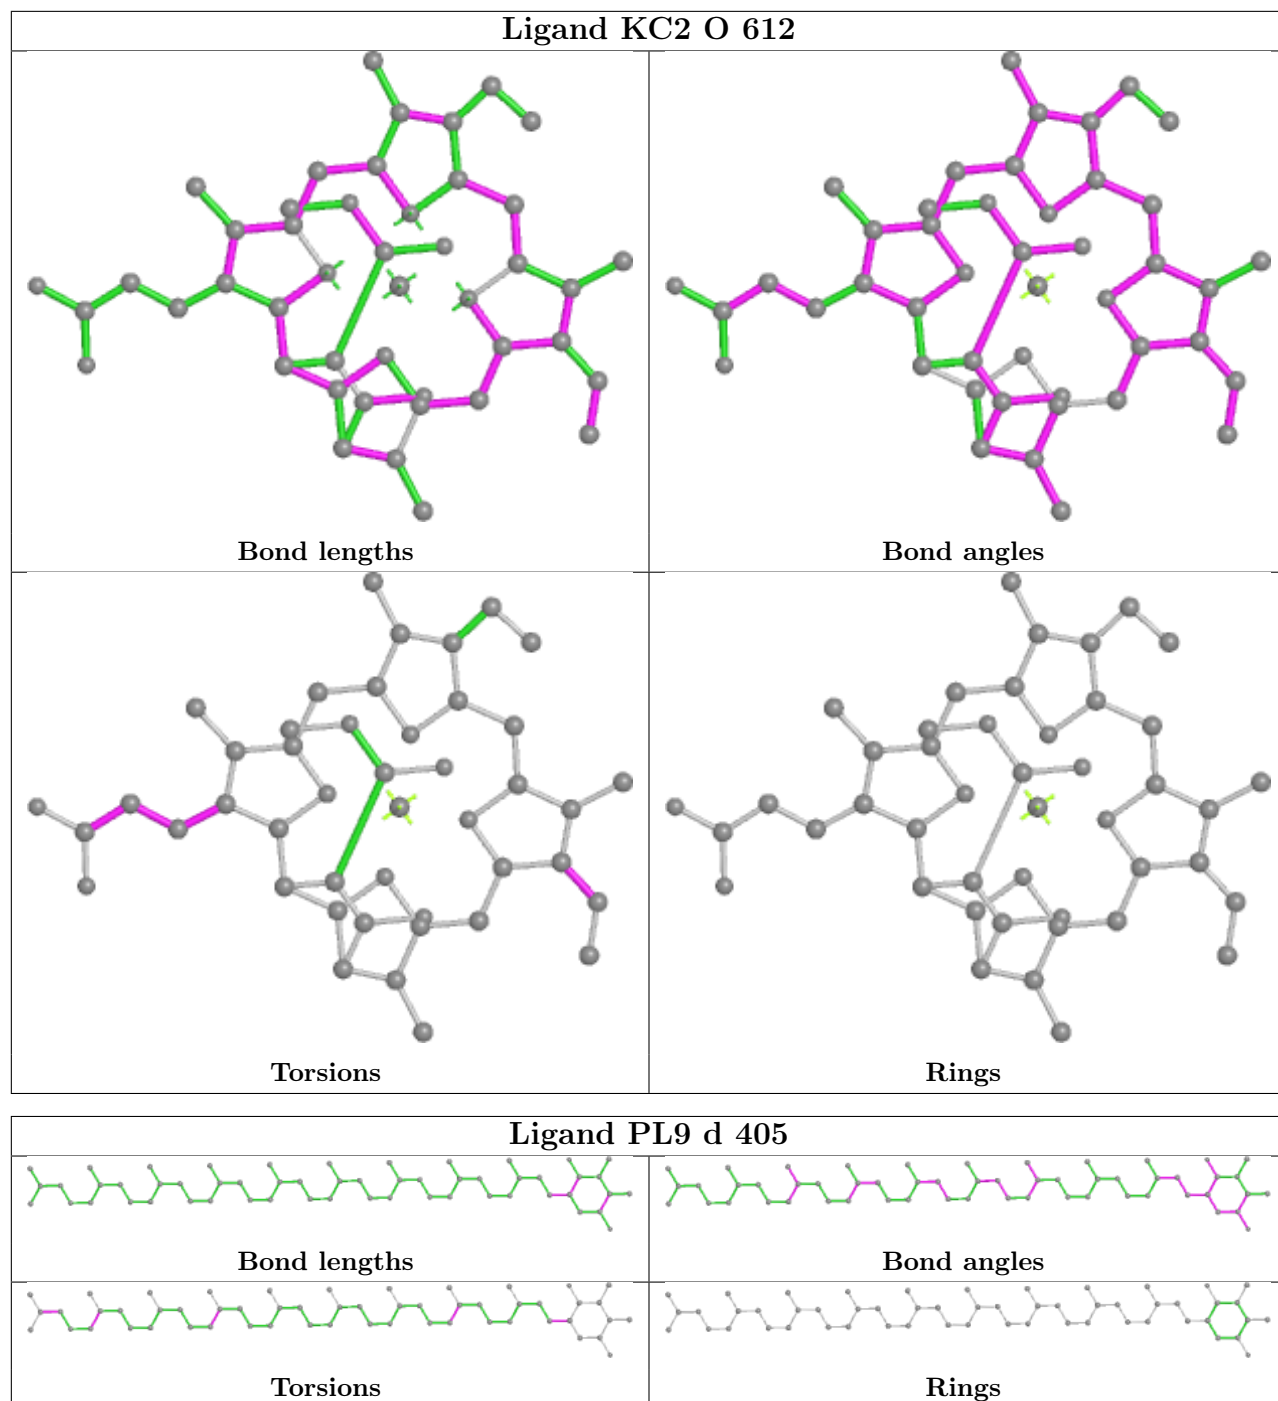 Ligand KC2 O 612
Bond lengths
Bond angles
Torsions
Rings
Ligand PL9 d 405
Bond lengths
Bond angles
Torsions
Rings